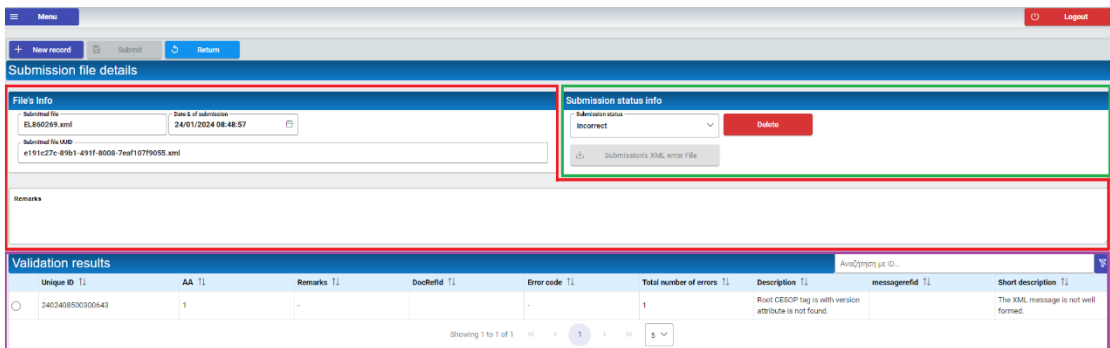 Menu
Logout
New record
Submit
Return
Submission file details
File's Info
Submission status info
Submitted file
EL860269.xml
Date & of submission
24/01/2024 08:48:57
Submission status
Incorrect
Delete
Submitted file UUID
e191c27c-89b1-491f-8008-7eaf107f9055.xml
Submission's XML error File
Remarks
Validation results
Αναζήτηση με ID...
Unique ID AA Remarks DocRefId Error code Total number of errors Description messagerefid Short description
2402408500300643 1 - - 1 Root CESOP tag is with version The XML message is not well
attribute is not found. formed.
Showing 1 to 1 of 1 << < 1 > >> 5